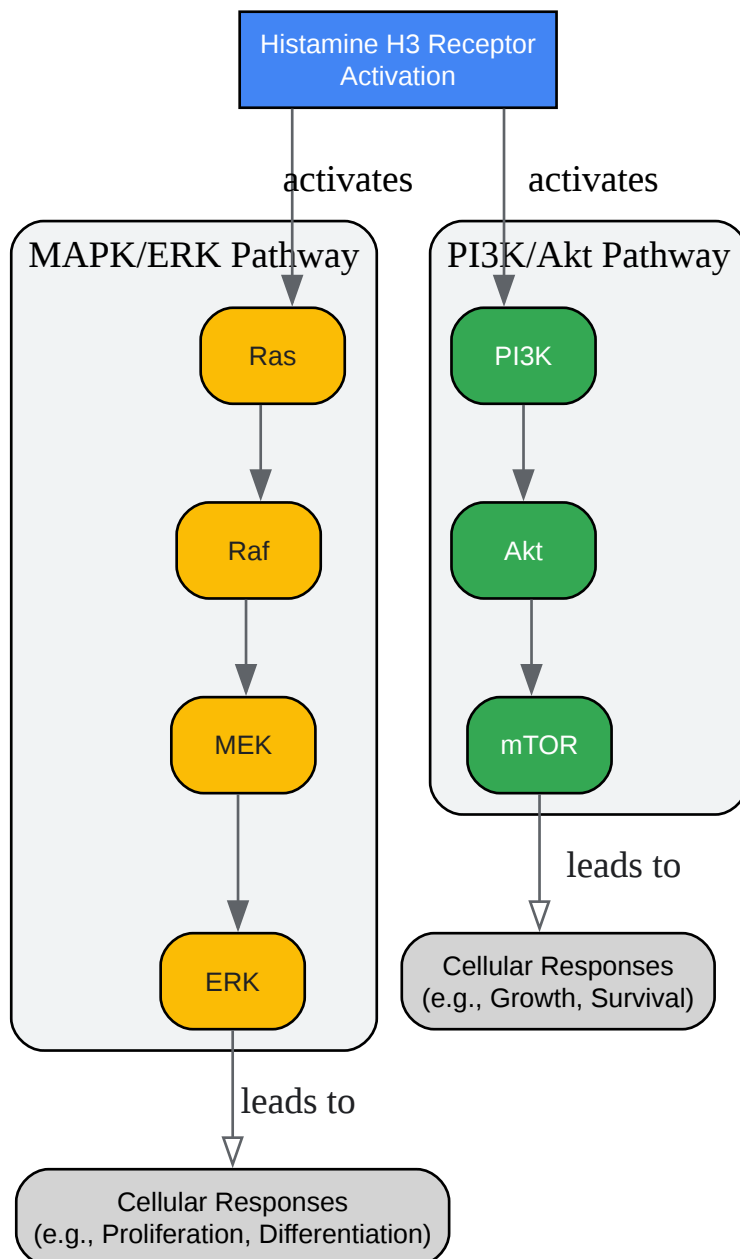 Histamine H3 Receptor
Activation
activates
activates
MAPK/ERK Pathway
PI3K/Akt Pathway
Ras
PI3K
Raf
Akt
MEK
mTOR
leads to
ERK
Cellular Responses
(e.g., Growth, Survival)
leads to
Cellular Responses
(e.g., Proliferation, Differentiation)